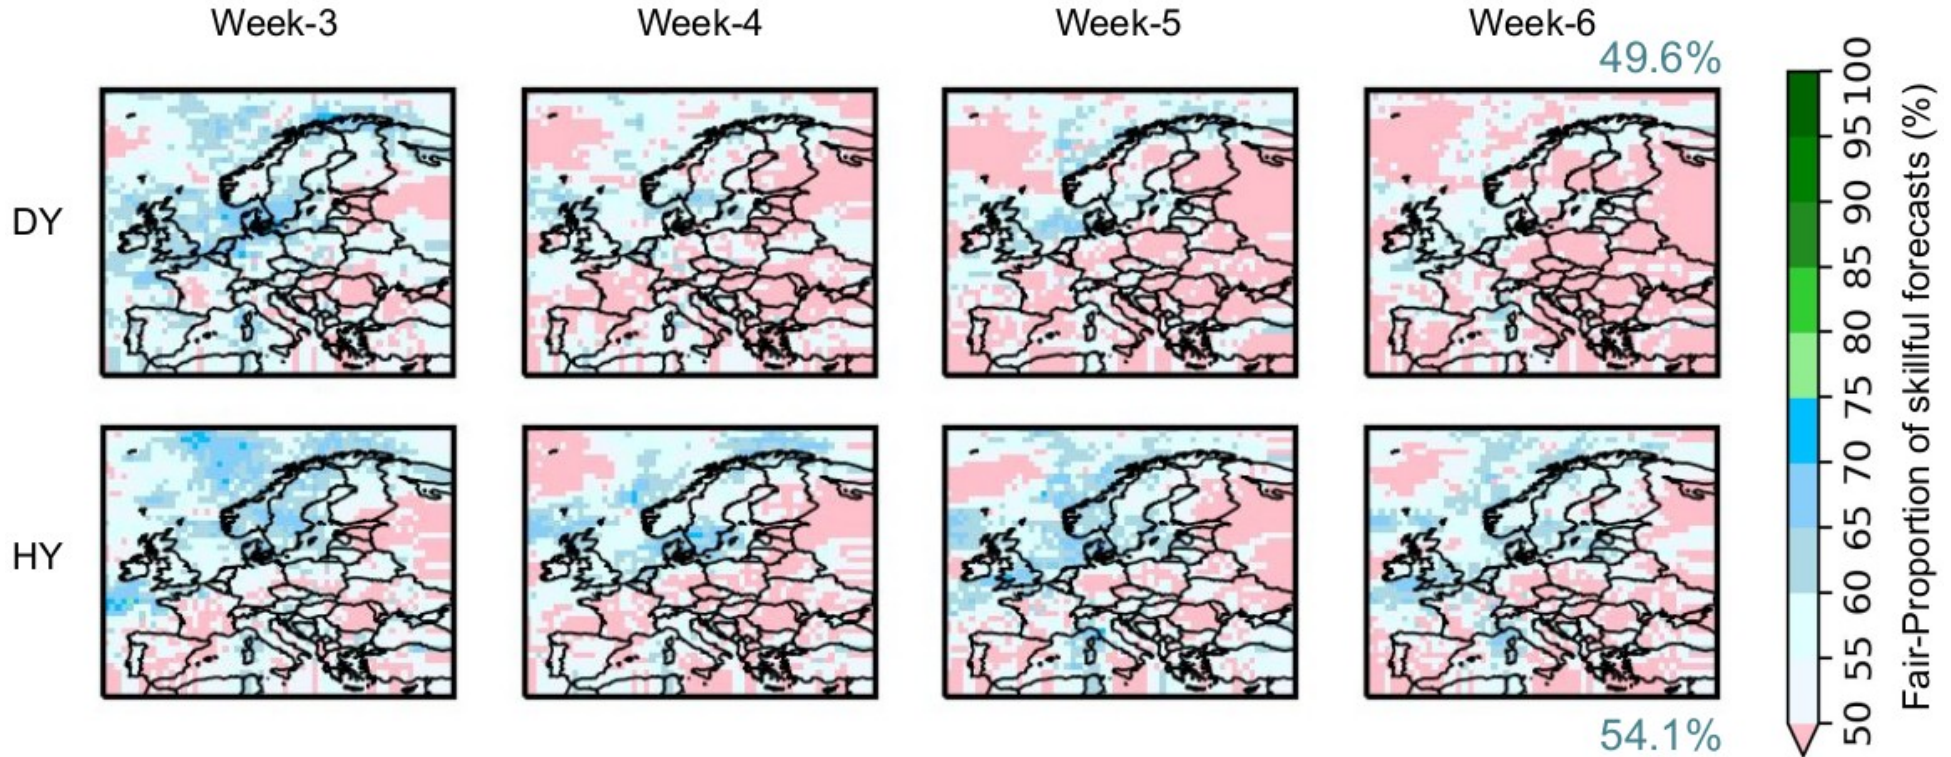 Week-3
Week-4
Week-5
Week-6
49.6%
DY
HY
54.1%
100
95
90
85
80
75
70
65
60
55
50
Fair-Proportion of skillful forecasts (%)